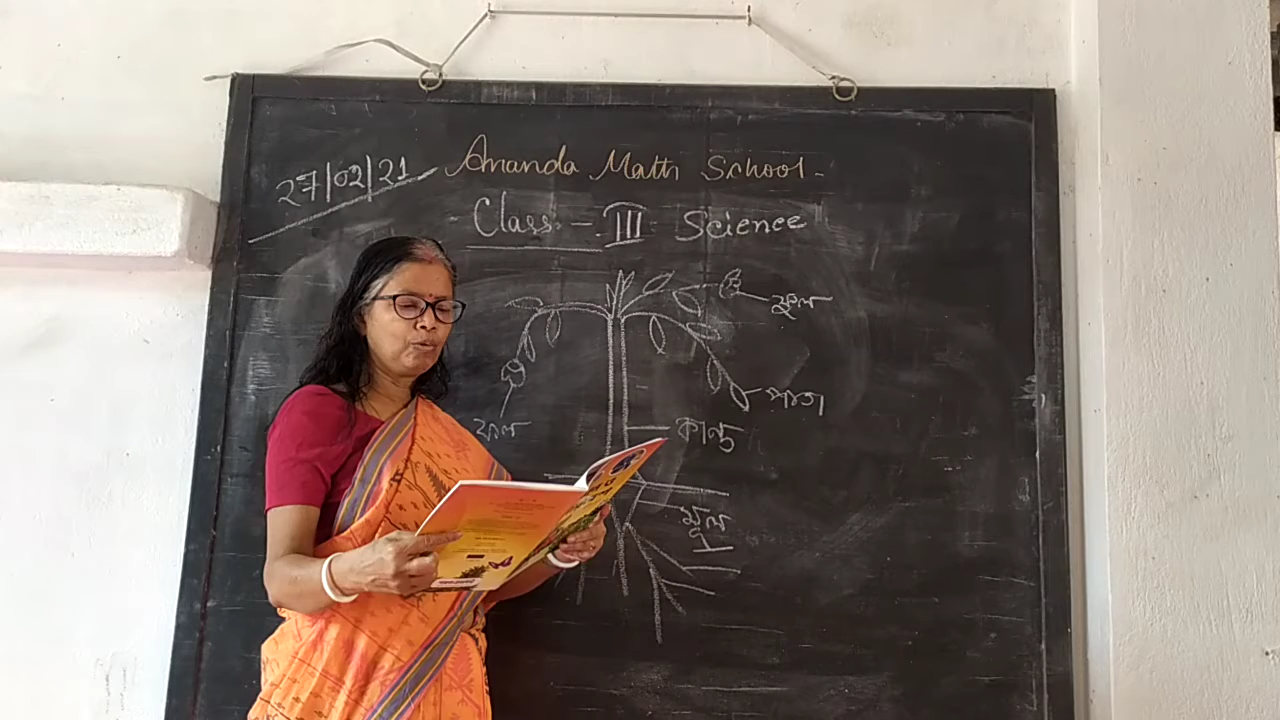 27/02/21
Ananda Math School
Class - III Science
ফুল
পাতা
ফল
কান্ড
মূল